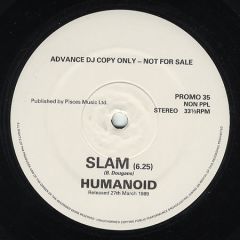 ADVANCE DJ COPY ONLY – NOT FOR SALE
PROMO 35
NON PPL
Published by Pisces Music Ltd.
STEREO 33⅓RPM
SLAM (6.25)
(B. Dougans)
HUMANOID
Released 27th March 1989